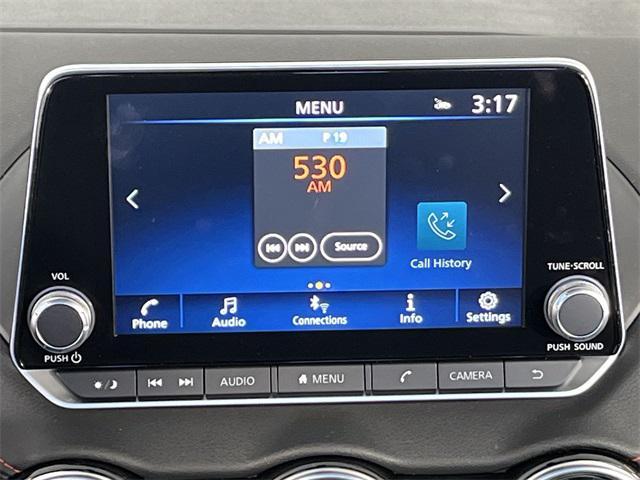 MENU
3:17
AM P 19
530
AM
Source
Call History
VOL
TUNE·SCROLL
Phone
Audio
Connections
Info
Settings
PUSH
PUSH SOUND
AUDIO
MENU
CAMERA